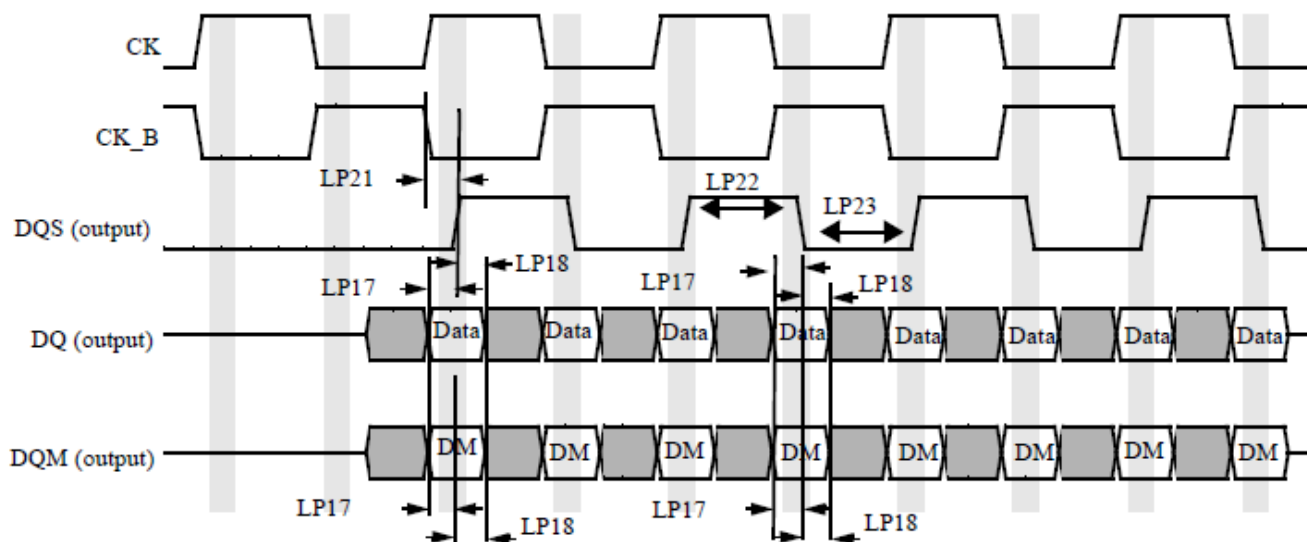 CK
CK_B
LP21
LP22
LP23
DQS (output)
LP17
LP18
LP17
LP18
DQ (output)
Data
Data
Data
Data
Data
Data
Data
Data
DQM (output)
DM
DM
DM
DM
DM
DM
DM
DM
LP17
LP18
LP17
LP18